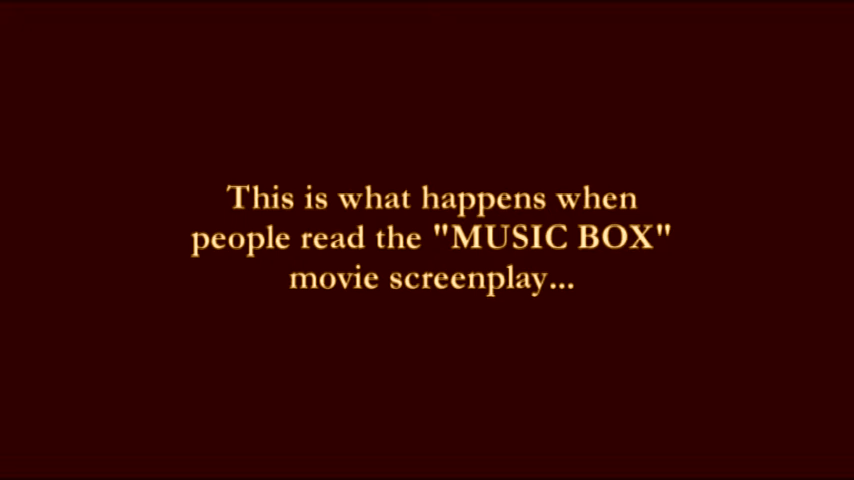 This is what happens when
people read the "MUSIC BOX"
movie screenplay...